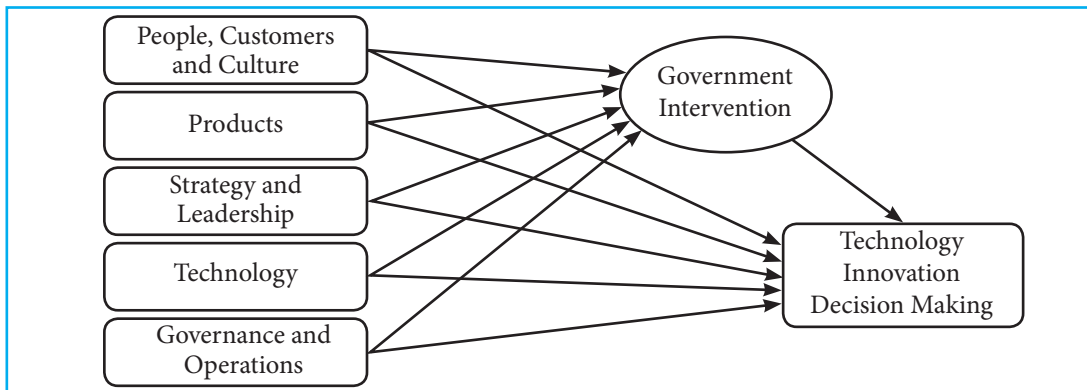 People, Customers
and Culture
Products
Strategy and
Leadership
Technology
Governance and
Operations
Government
Intervention
Technology
Innovation
Decision Making